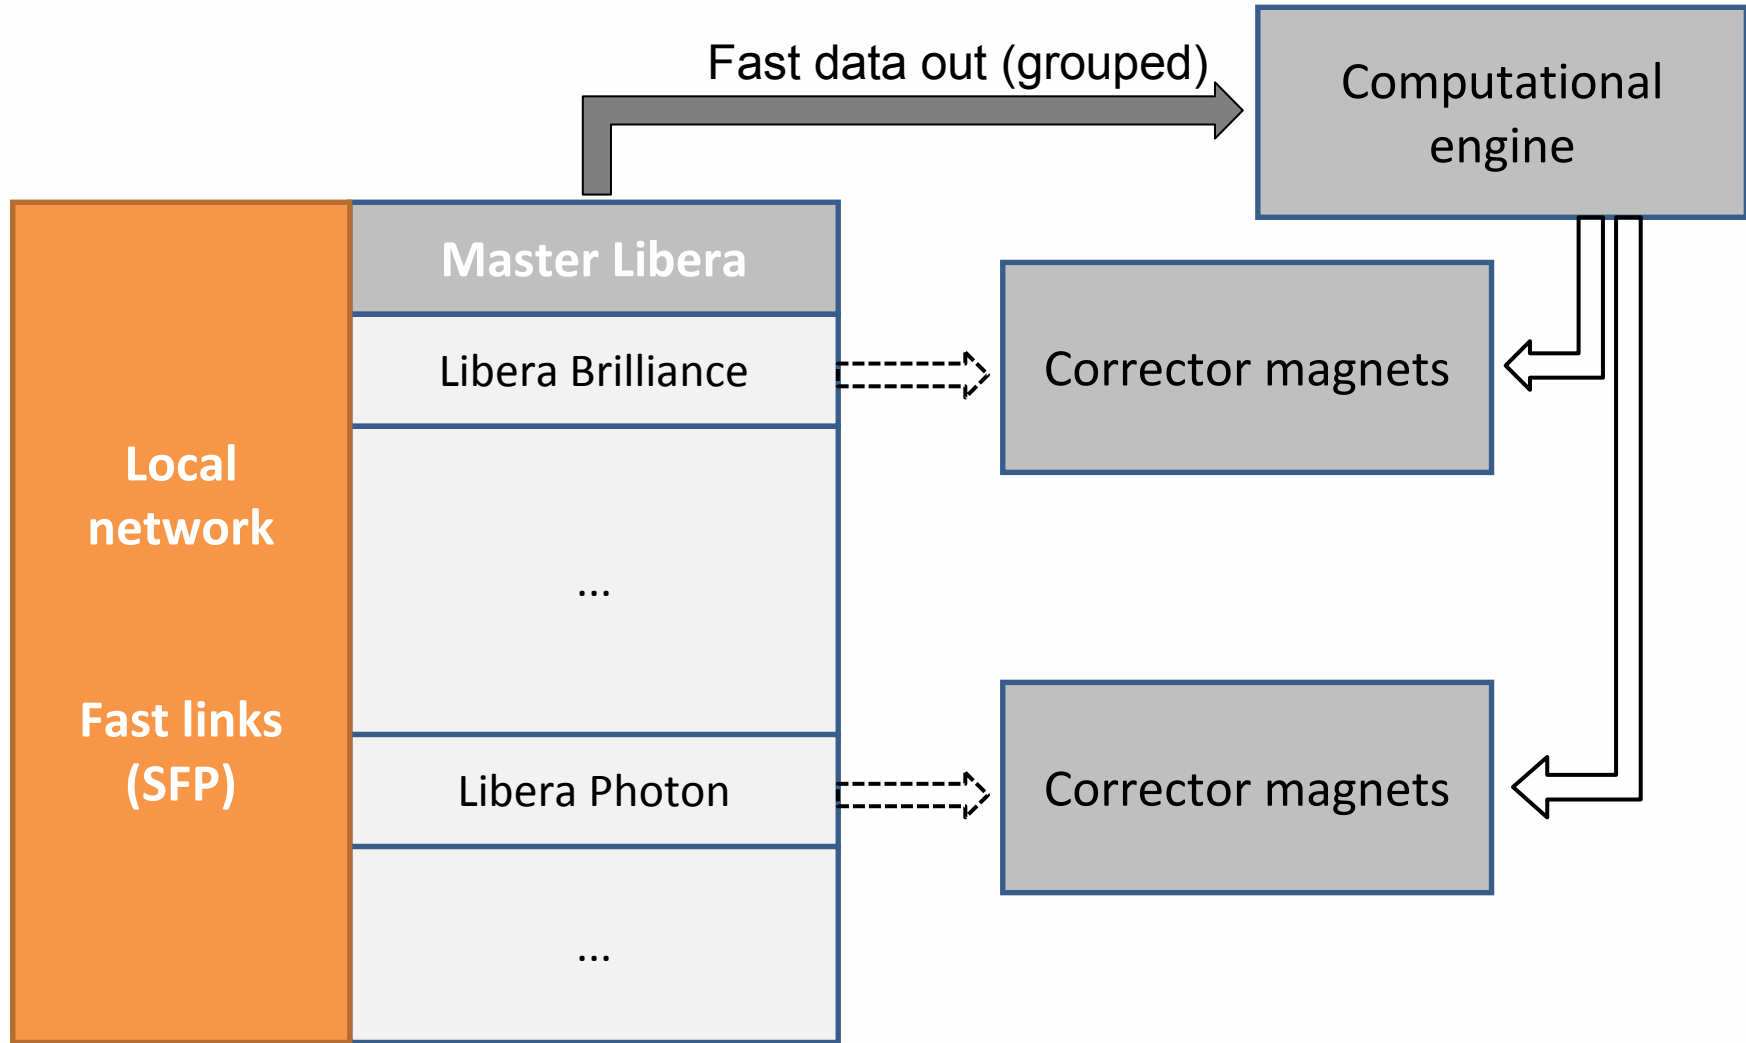 Fast data out (grouped)
Computational
engine
Master Libera
Libera Brilliance
Corrector magnets
Local
network
...
Fast links
(SFP)
Libera Photon
Corrector magnets
...